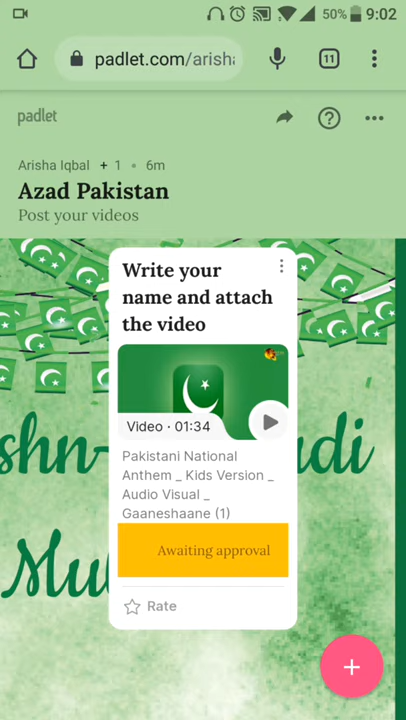 50% 9:02
padlet.com/arisha
11
padlet
Arisha Iqbal + 1 • 6m
Azad Pakistan
Post your videos
Write your
name and attach
the video
Video · 01:34
Pakistani National
Anthem _ Kids Version _
Audio Visual _
Gaaneshaane (1)
Awaiting approval
Rate